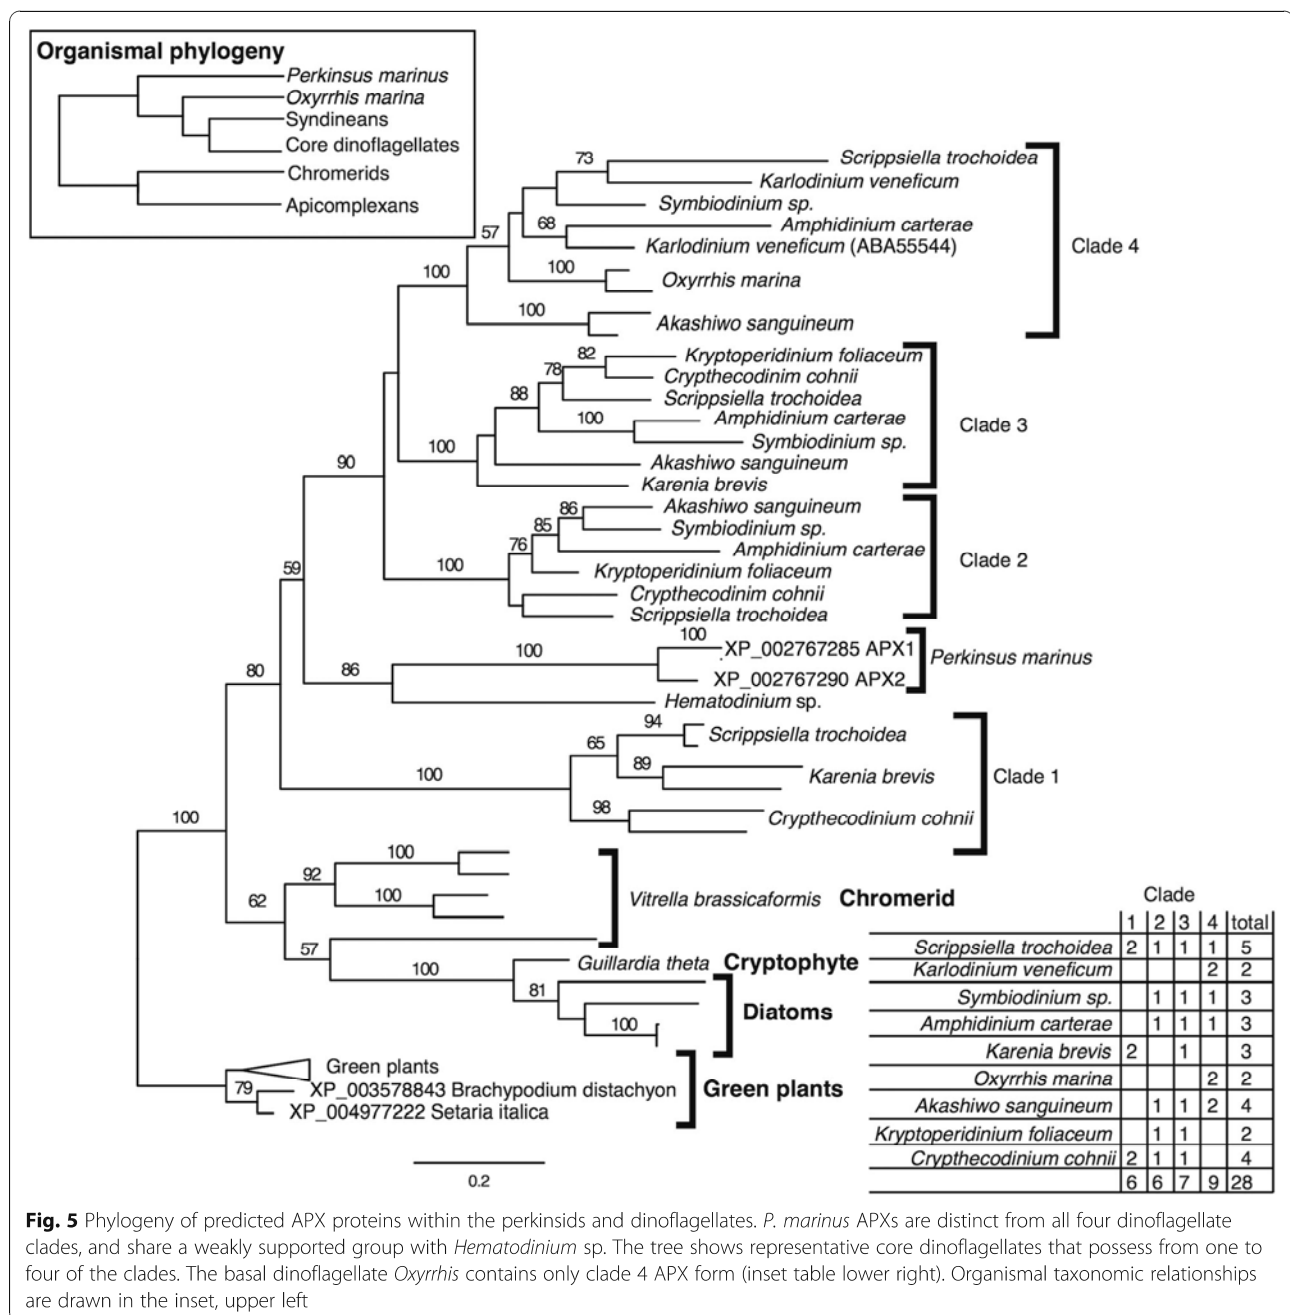 Organismal phylogeny
Perkinsus marinus
Oxyrrhis marina
Syndineans
Core dinoflagellates
Chromerids
Apicomplexans
73
Scrippsiella trochoidea
Karlodinium veneficum
Symbiodinium sp.
68
Amphidinium carterae
57
Karlodinium veneficum (ABA55544)
Clade 4
100
100
Oxyrrhis marina
100
Akashiwo sanguineum
82
Kryptoperidinium foliaceum
78
Crypthecodinim cohnii
88
Scrippsiella trochoidea
100
Amphidinium carterae
Clade 3
Symbiodinium sp.
100
90
Akashiwo sanguineum
Karenia brevis
86
Akashiwo sanguineum
85
Symbiodinium sp.
76
Amphidinium carterae
Clade 2
100
59
Kryptoperidinium foliaceum
Crypthecodinim cohnii
Scrippsiella trochoidea
100
XP_002767285 APX1
100
Perkinsus marinus
80
86
XP_002767290 APX2
Hematodinium sp.
94
Scrippsiella trochoidea
65
89
100
Karenia brevis
Clade 1
98
Crypthecodinium cohnii
100
100
92
100
62
Vitrella brassicaformis Chromerid
57
100
Guillardia theta Cryptophyte
81
Diatoms
100
Green plants
79
XP_003578843 Brachypodium distachyon
Green plants
XP_004977222 Setaria italica
0.2
Clade
1 2 3 4 total
Scrippsiella trochoidea 2 1 1 1 5
Karlodinium veneficum 2 2
Symbiodinium sp. 1 1 1 3
Amphidinium carterae 1 1 1 3
Karenia brevis 2 1 3
Oxyrrhis marina 2 2
Akashiwo sanguineum 1 1 2 4
Kryptoperidinium foliaceum 1 1 2
Crypthecodinium cohnii 2 1 1 4
6 6 7 9 28
Fig. 5 Phylogeny of predicted APX proteins within the perkinsids and dinoflagellates. P. marinus APXs are distinct from all four dinoflagellate
clades, and share a weakly supported group with Hematodinium sp. The tree shows representative core dinoflagellates that possess from one to
four of the clades. The basal dinoflagellate Oxyrrhis contains only clade 4 APX form (inset table lower right). Organismal taxonomic relationships
are drawn in the inset, upper left